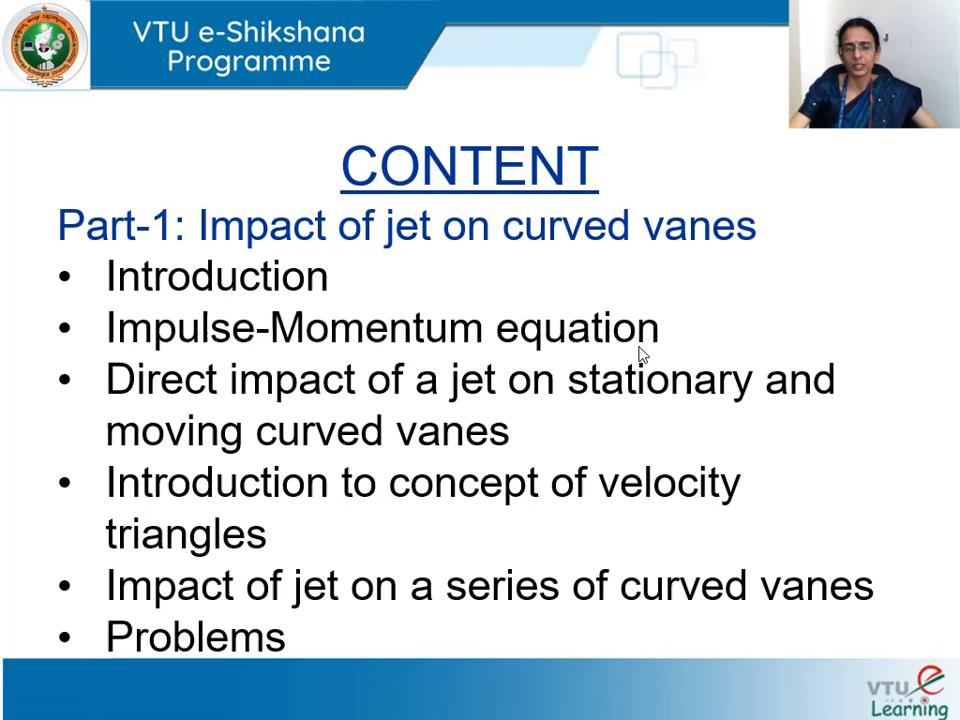 VTU e-Shikshana
Programme
CONTENT
Part-1: Impact of jet on curved vanes
• Introduction
• Impulse-Momentum equation
• Direct impact of a jet on stationary and
moving curved vanes
• Introduction to concept of velocity
triangles
• Impact of jet on a series of curved vanes
• Problems
VTU e
Learning